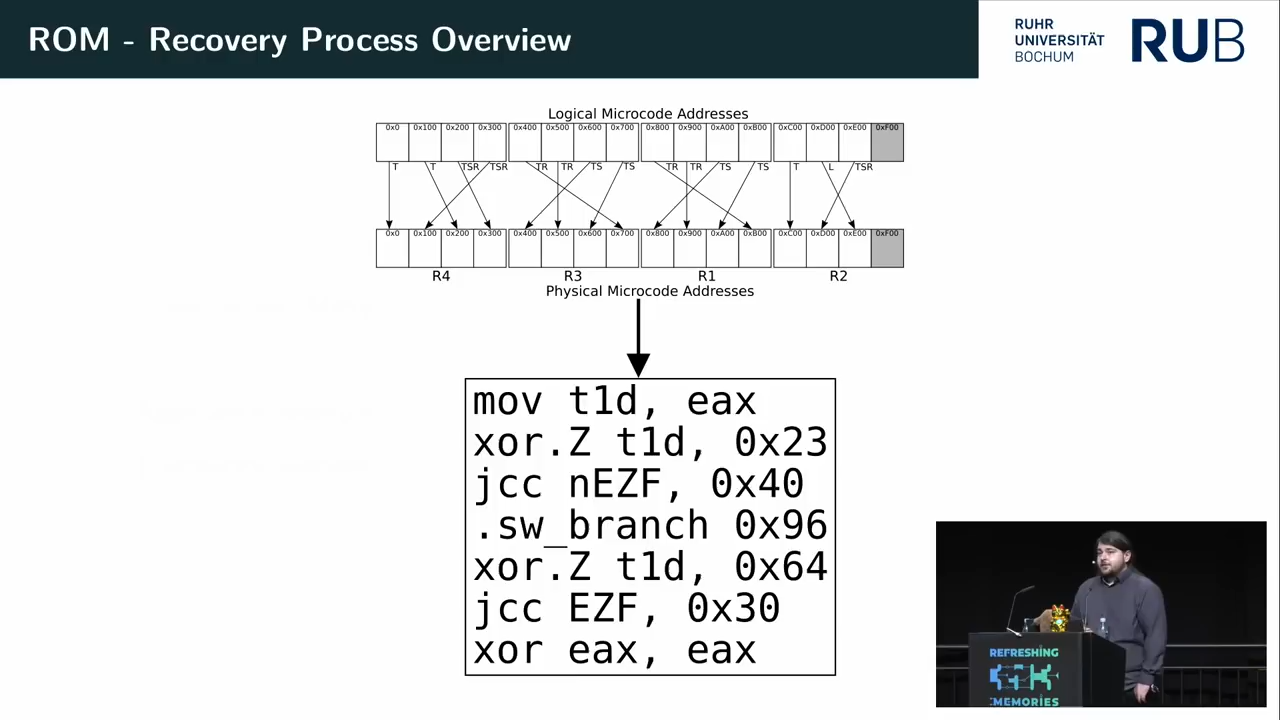 ROM - Recovery Process Overview
RUHR
UNIVERSITÄT
BOCHUM
RUB
Logical Microcode Addresses
0x0 0x100 0x200 0x300 0x400 0x500 0x600 0x700 0x800 0x900 0xA00 0xB00 0xC00 0xD00 0xE00 0xF00
T T TSR TSR TR TR TS TS TR TR TS TS T L TSR
0x0 0x100 0x200 0x300 0x400 0x500 0x600 0x700 0x800 0x900 0xA00 0xB00 0xC00 0xD00 0xE00 0xF00
R4 R3 R1 R2
Physical Microcode Addresses
mov t1d, eax
xor.Z t1d, 0x23
jcc nEZF, 0x40
.sw_branch 0x96
xor.Z t1d, 0x64
jcc EZF, 0x30
xor eax, eax
REFRESHING
:MEMORIES